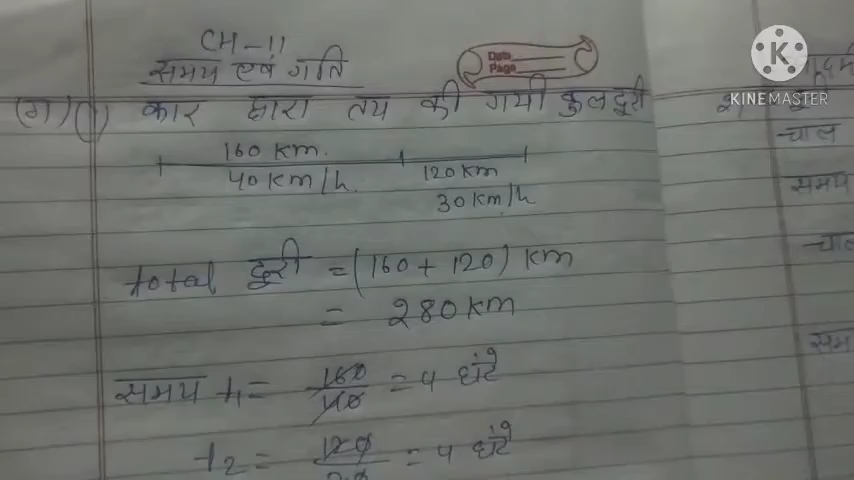 CH-11
समय एवं गति
Date
Page
KINEMASTER
(ग) (i) कार द्वारा तय की गयी कुल दूरी
160 km.
40 km/h. 120 km
30 km/h
total दूरी = (160 + 120) km
= 280 km
समय t1 = 160/40 = 4 घंटे
t2 = 120/30 = 4 घंटे
चाल
समय